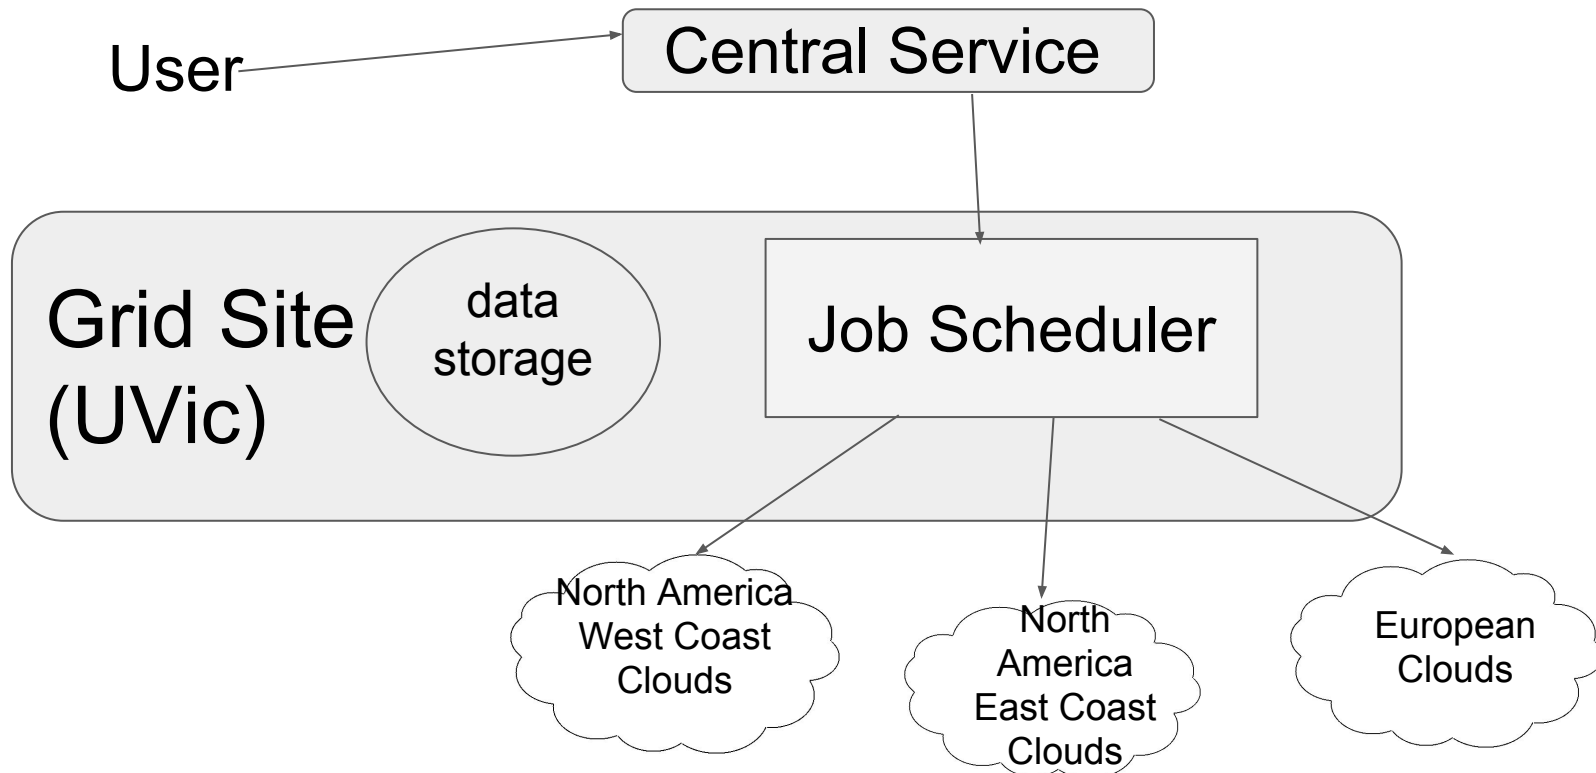 User
Central Service
Grid Site
(UVic)
data
storage
Job Scheduler
North America
West Coast
Clouds
North
America
East Coast
Clouds
European
Clouds